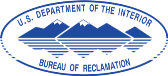 U.S. DEPARTMENT OF THE INTERIOR
BUREAU OF RECLAMATION